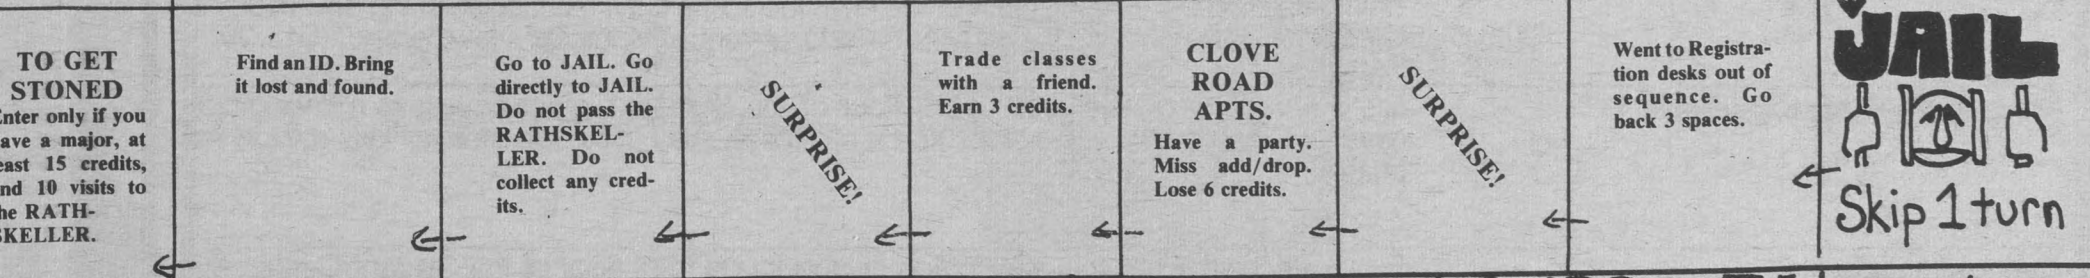 TO GET
STONED
Enter only if you
have a major, at
least 15 credits,
and 10 visits to
the RATH-
SKELLER.
Find an ID. Bring
it lost and found.
Go to JAIL. Go
directly to JAIL.
Do not pass the
RATHSKEL-
LER. Do not
collect any cred-
its.
SURPRISE!
Trade classes
with a friend.
Earn 3 credits.
CLOVE
ROAD
APTS.
Have a party.
Miss add/drop.
Lose 6 credits.
SURPRISE!
Went to Registra-
tion desks out of
sequence. Go
back 3 spaces.
JAIL
Skip 1 turn